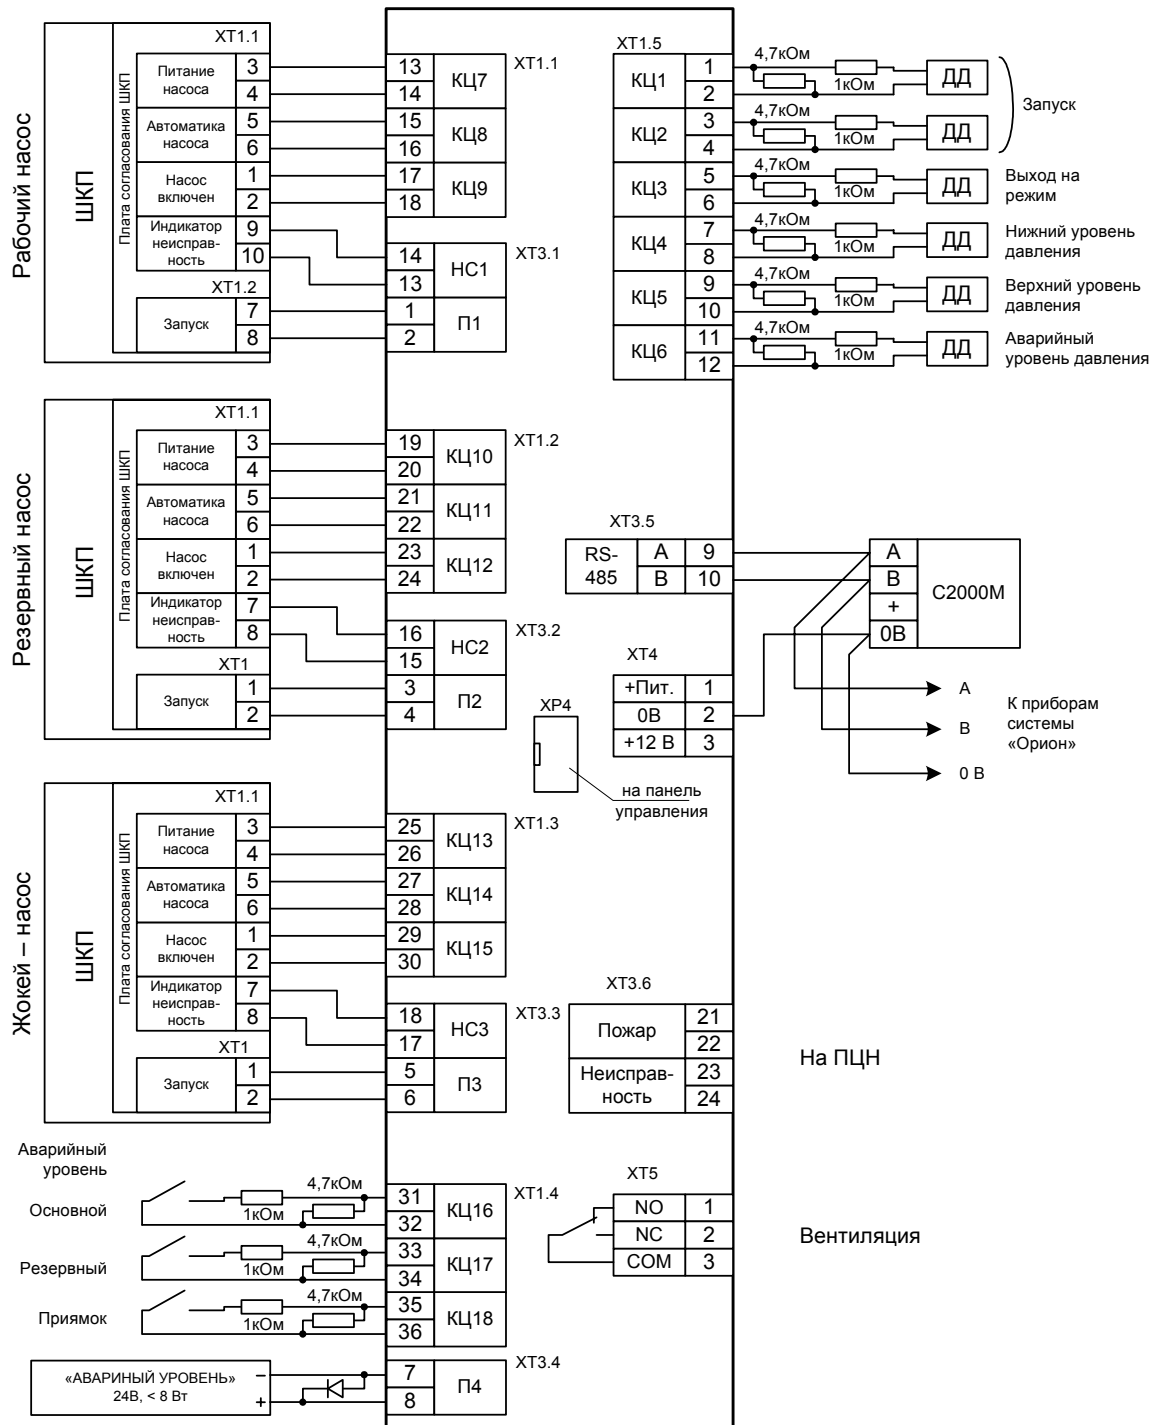 Рабочий насос
ШКП
Плата согласования ШКП
XT1.1
Питание
насоса
3
4
Автоматика
насоса
5
6
Насос
включен
1
2
Индикатор
неисправ-
ность
9
10
XT1.2
Запуск
7
8
13
14
КЦ7
XT1.1
15
16
КЦ8
17
18
КЦ9
14
13
НС1
XT3.1
1
2
П1
XT1.5
КЦ1
1
2
4,7кОм
1кОм
ДД
КЦ2
3
4
4,7кОм
1кОм
ДД
Запуск
КЦ3
5
6
4,7кОм
1кОм
ДД
Выход на
режим
КЦ4
7
8
4,7кОм
1кОм
ДД
Нижний уровень
давления
КЦ5
9
10
4,7кОм
1кОм
ДД
Верхний уровень
давления
КЦ6
11
12
4,7кОм
1кОм
ДД
Аварийный
уровень давления
Резервный насос
ШКП
Плата согласования ШКП
XT1.1
Питание
насоса
3
4
Автоматика
насоса
5
6
Насос
включен
1
2
Индикатор
неисправ-
ность
7
8
XT1
Запуск
1
2
19
20
КЦ10
XT1.2
21
22
КЦ11
23
24
КЦ12
16
15
НС2
XT3.2
3
4
П2
XT3.5
RS-
485
A
9
B
10
A
B
+
0B
C2000M
XT4
+Пит.
1
0В
2
+12 В
3
XP4
на панель
управления
A
B
0 В
К приборам
системы
«Орион»
Жокей – насос
ШКП
Плата согласования ШКП
XT1.1
Питание
насоса
3
4
Автоматика
насоса
5
6
Насос
включен
1
2
Индикатор
неисправ-
ность
7
8
XT1
Запуск
1
2
25
26
КЦ13
XT1.3
27
28
КЦ14
29
30
КЦ15
18
17
НС3
XT3.3
5
6
П3
XT3.6
Пожар
21
22
Неисправ-
ность
23
24
На ПЦН
Аварийный
уровень
Основной
1кОм
4,7кОм
31
32
КЦ16
XT1.4
Резервный
1кОм
4,7кОм
33
34
КЦ17
Приямок
1кОм
4,7кОм
35
36
КЦ18
XT5
NO
1
NC
2
COM
3
Вентиляция
«АВАРИНЫЙ УРОВЕНЬ»
24В, < 8 Вт
–
+
7
8
П4
XT3.4